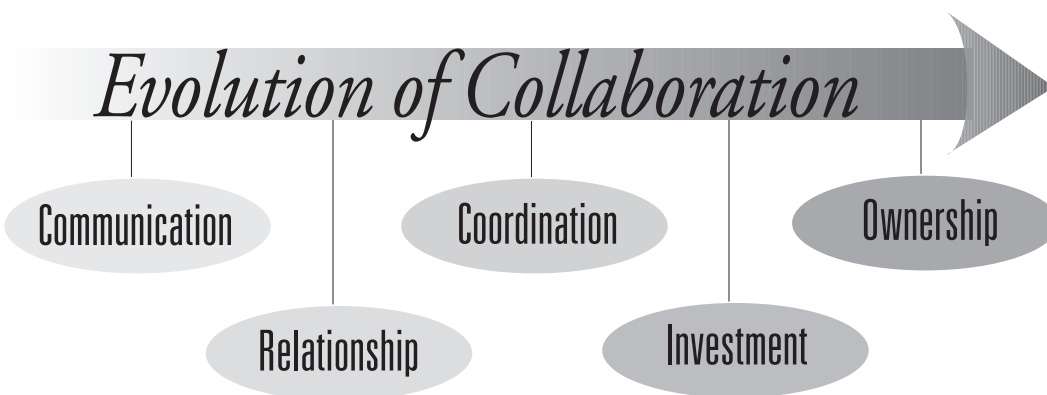 Evolution of Collaboration
Communication
Relationship
Coordination
Investment
Ownership